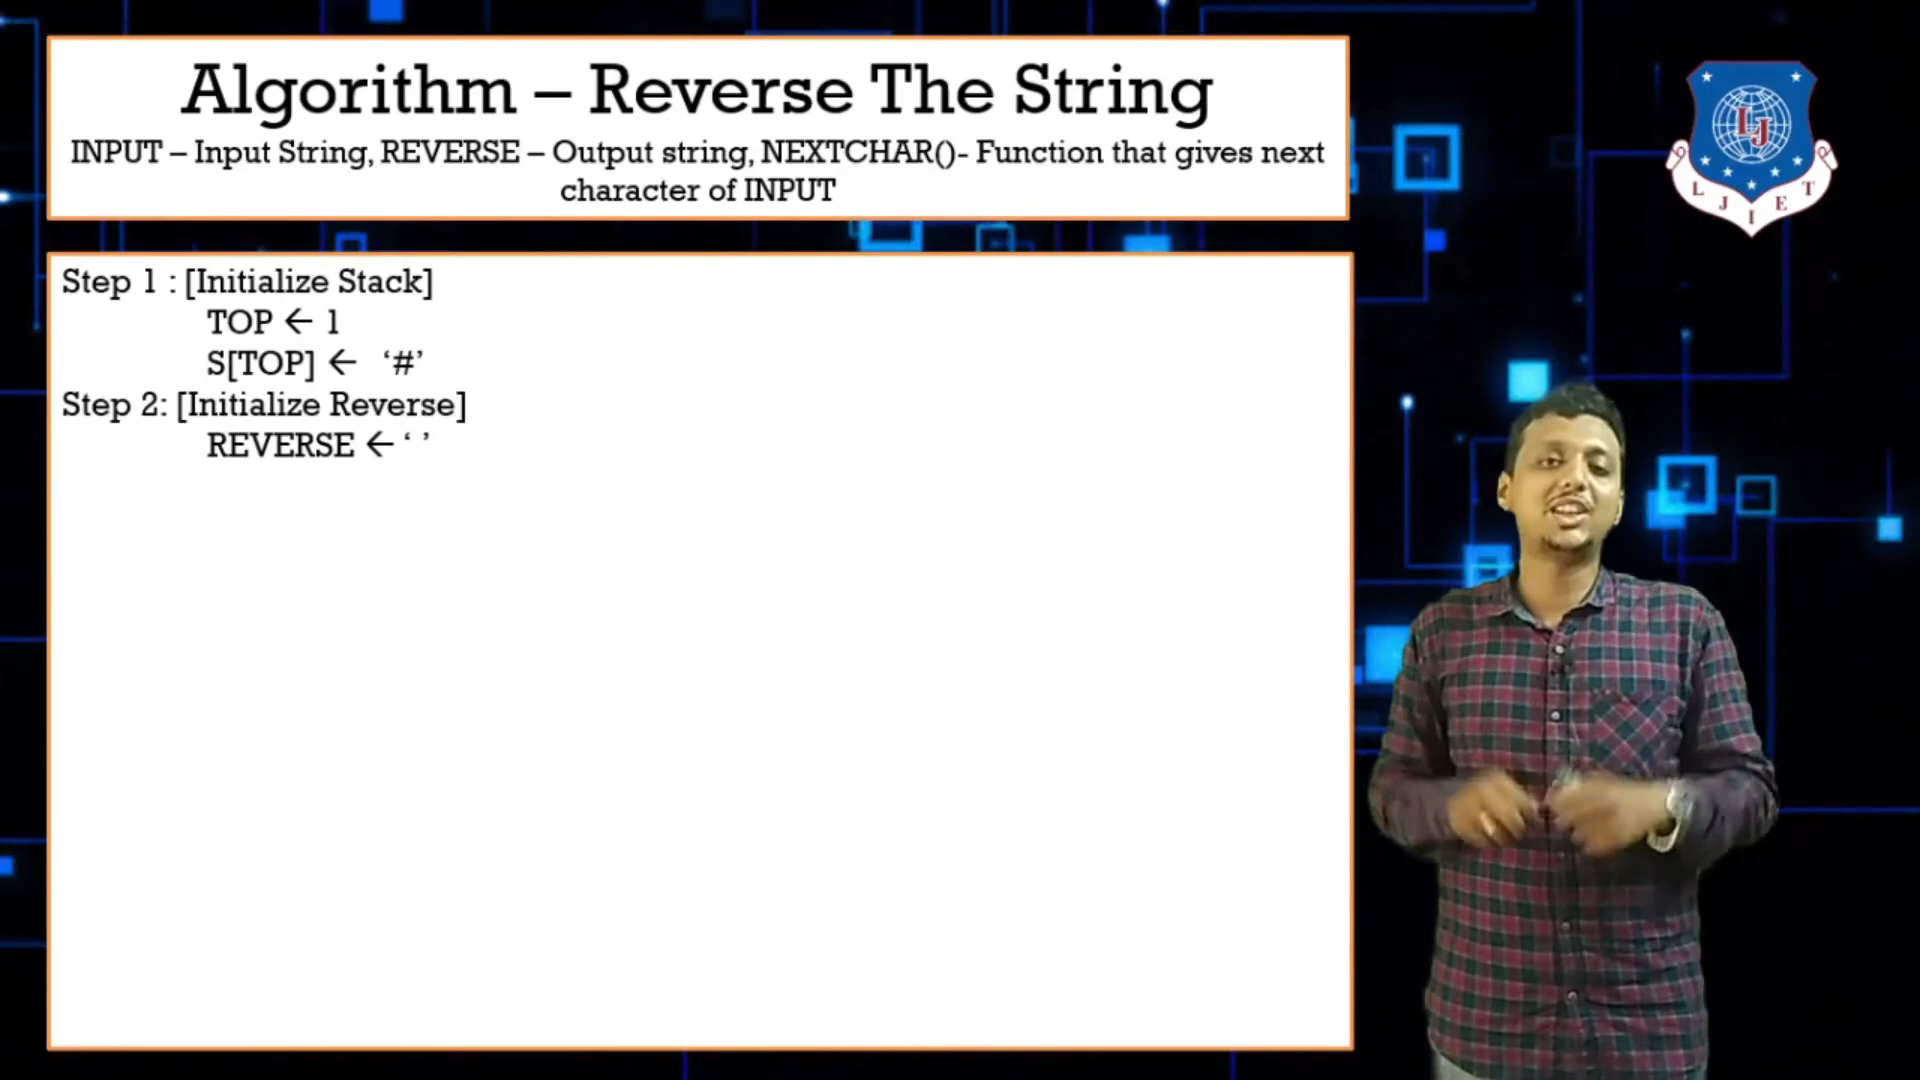 Algorithm – Reverse The String
INPUT – Input String, REVERSE – Output string, NEXTCHAR()- Function that gives next
character of INPUT
Step 1 : [Initialize Stack]
TOP ← 1
S[TOP] ← ‘#’
Step 2: [Initialize Reverse]
REVERSE ← ‘ ’
LJ
L J I E T